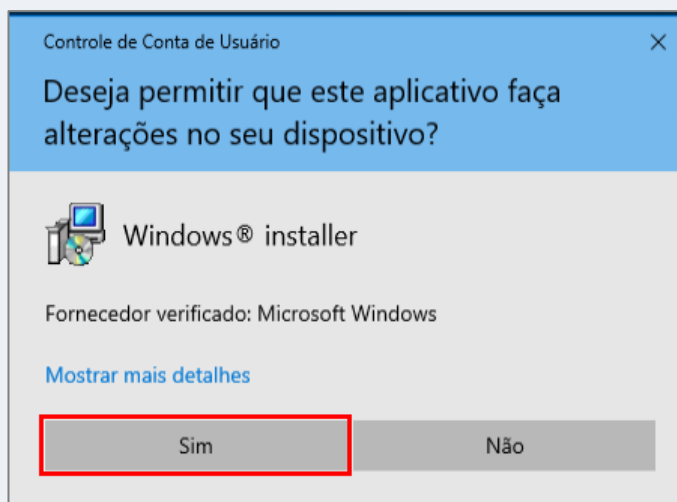 Controle de Conta de Usuário
Deseja permitir que este aplicativo faça
alterações no seu dispositivo?
Windows® installer
Fornecedor verificado: Microsoft Windows
Mostrar mais detalhes
Sim
Não